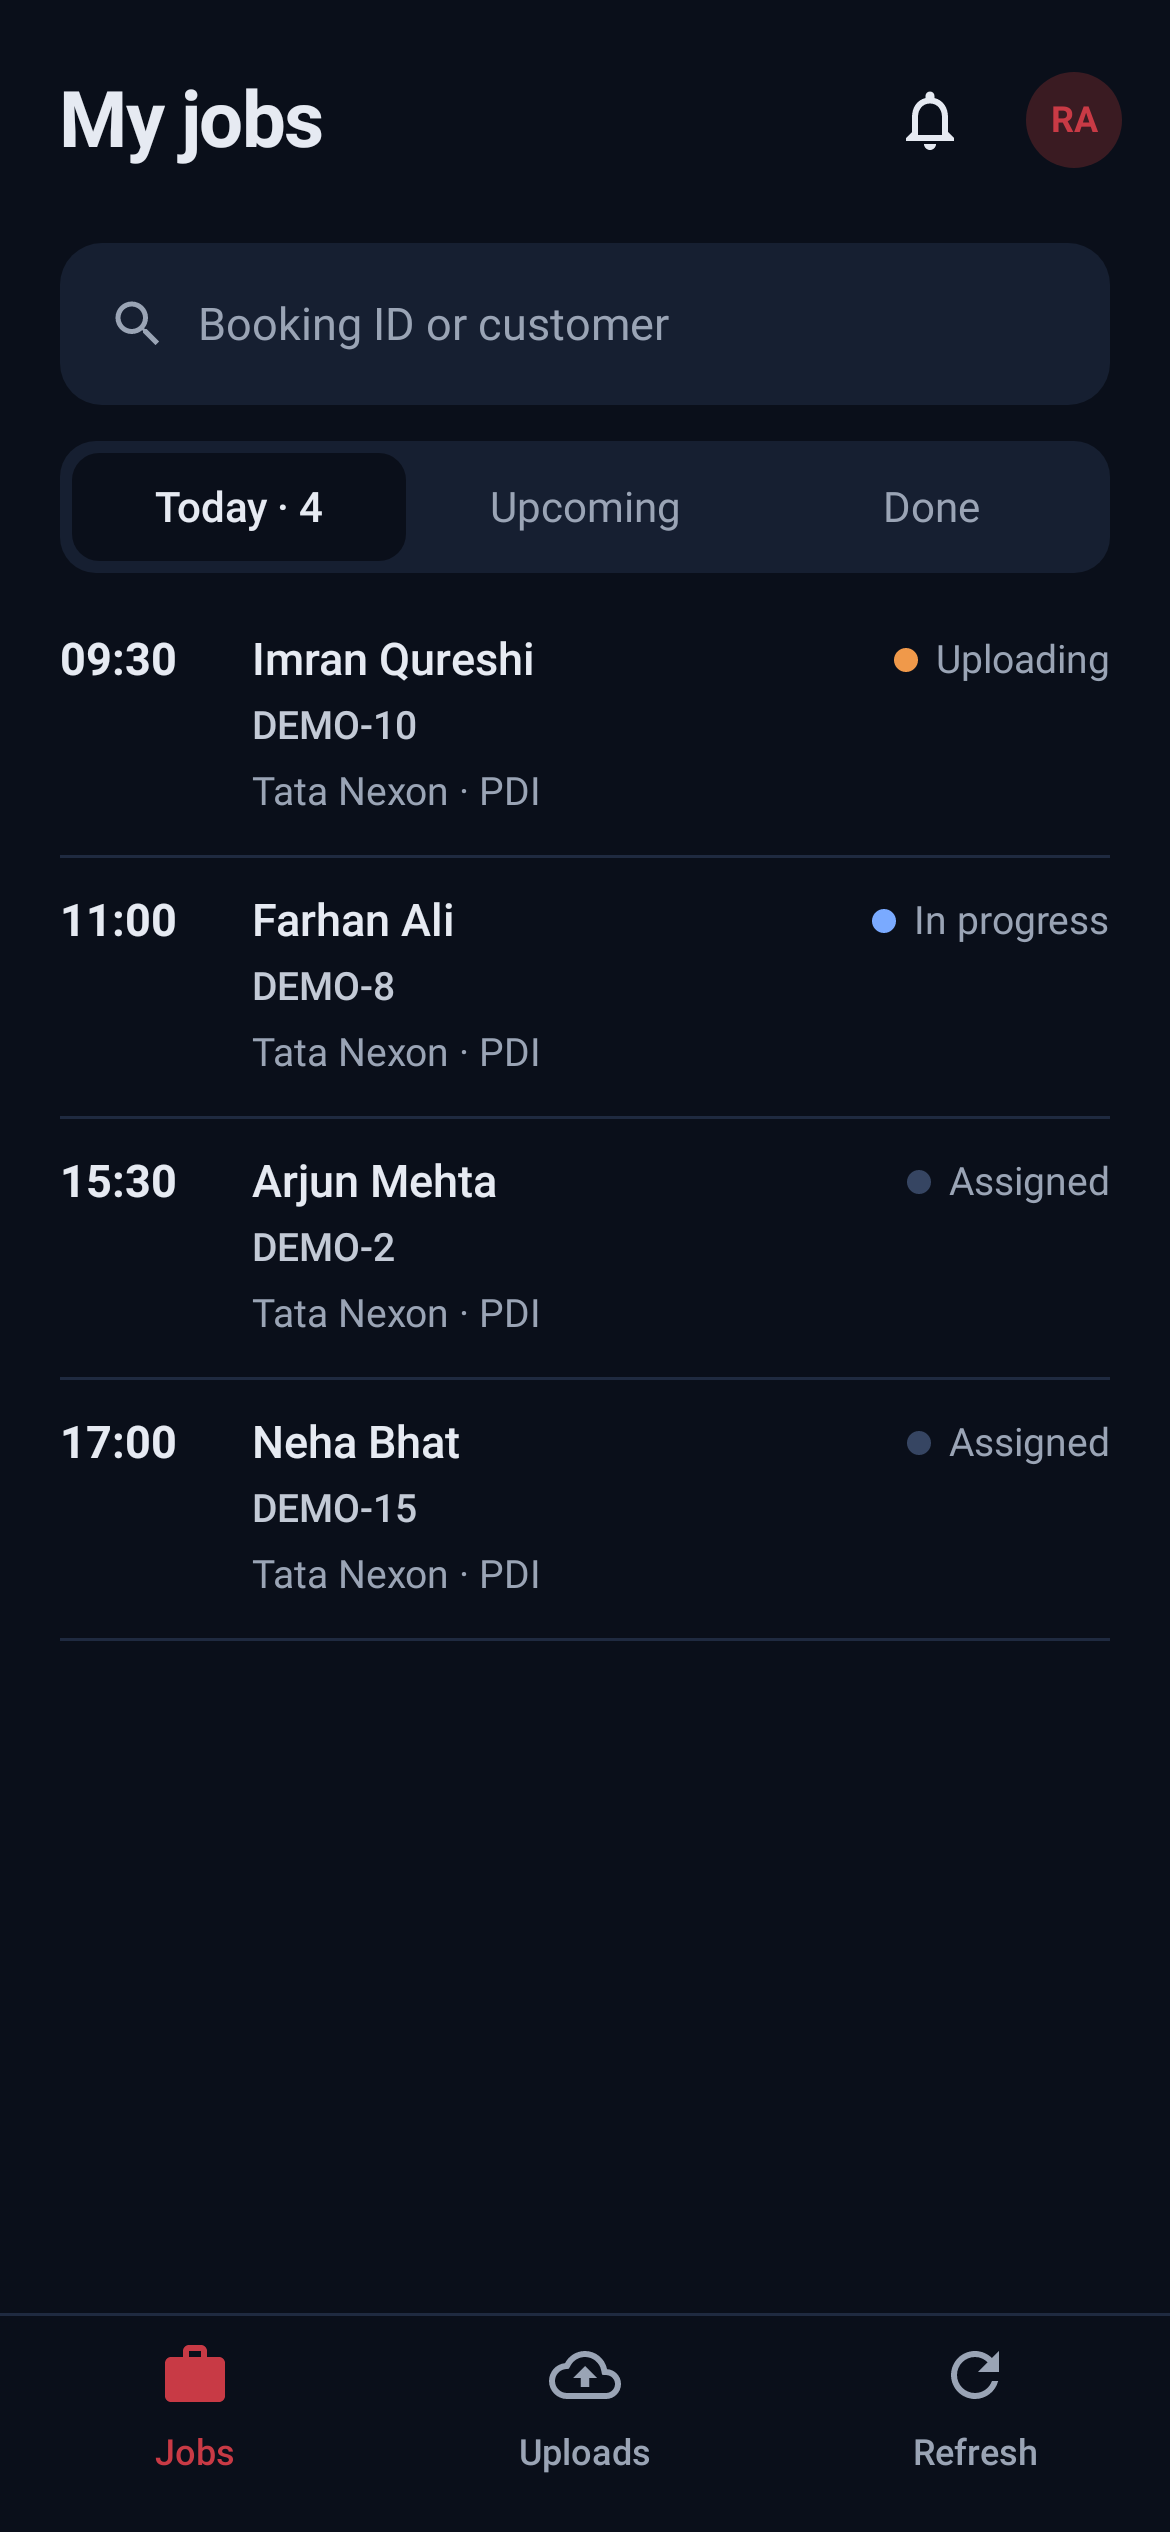 My jobs
RA
Booking ID or customer
Today · 4
Upcoming
Done
09:30
Imran Qureshi
Uploading
DEMO-10
Tata Nexon · PDI
11:00
Farhan Ali
In progress
DEMO-8
Tata Nexon · PDI
15:30
Arjun Mehta
Assigned
DEMO-2
Tata Nexon · PDI
17:00
Neha Bhat
Assigned
DEMO-15
Tata Nexon · PDI
Jobs
Uploads
Refresh